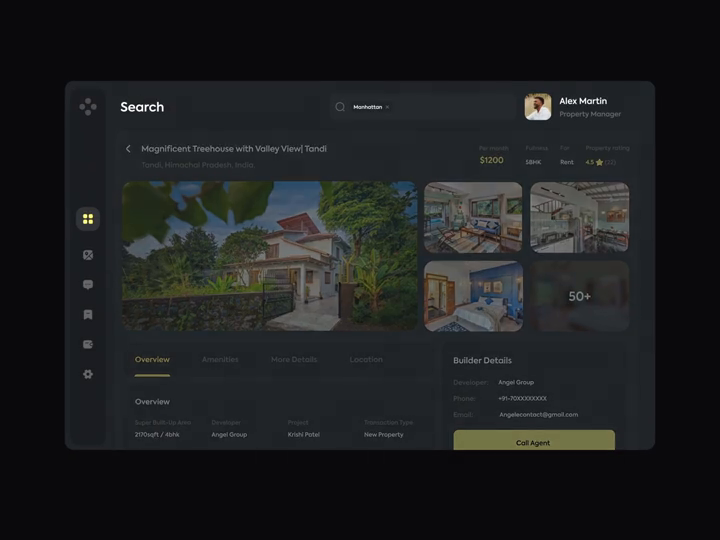 Search
Manhattan ×
Alex Martin
Property Manager
Magnificent Treehouse with Valley View| Tandi
Tandi, Himachal Pradesh, India.
Per month
$1200
For
Rent
Property rating
4.5
50+
Overview
Amenities
More Details
Location
Overview
Super Built-Up Area
2170sqft / 4bhk
Developer
Angel Group
Project
Krishi Patel
Transaction Type
New Property
Builder Details
Developer:
Angel Group
Phone:
+91-70XXXXXXXX
Email:
Angelecontact@gmail.com
Call Agent